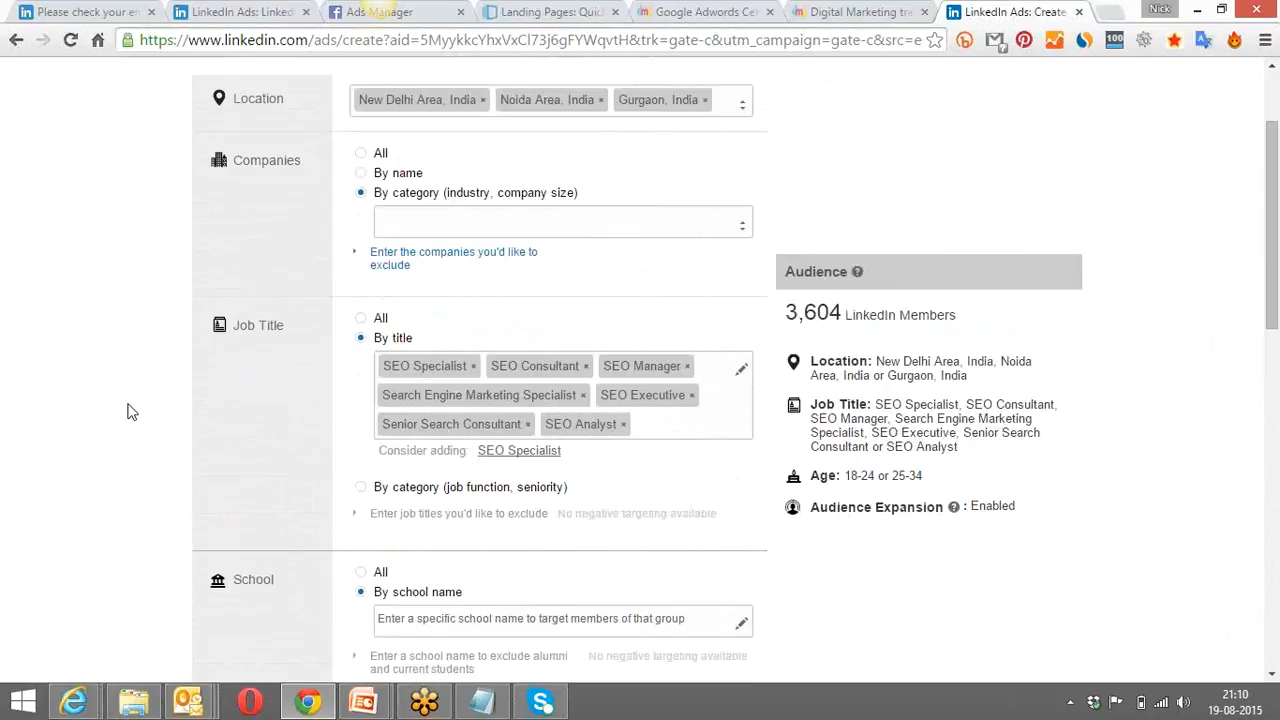 Please check your en
LinkedIn Ads: LinkedI
Ads Manager
Landing Pages: Quic
Google Adwords Ce
Digital Marketing tra
LinkedIn Ads: Create
Nick
https://www.linkedin.com/ads/create?aid=5MyykkcYhxVxCl73j6gFYWqvtH&trk=gate-c&utm_campaign=gate-c&src=e
100
Location
New Delhi Area, India ×
Noida Area, India ×
Gurgaon, India ×
Companies
All
By name
By category (industry, company size)
Enter the companies you'd like to
exclude
Job Title
All
By title
SEO Specialist ×
SEO Consultant ×
SEO Manager ×
Search Engine Marketing Specialist ×
SEO Executive ×
Senior Search Consultant ×
SEO Analyst ×
Consider adding: SEO Specialist
By category (job function, seniority)
Enter job titles you'd like to exclude
No negative targeting available
School
All
By school name
Enter a specific school name to target members of that group
Enter a school name to exclude alumni
and current students
No negative targeting available
Audience ?
3,604 LinkedIn Members
Location: New Delhi Area, India, Noida
Area, India or Gurgaon, India
Job Title: SEO Specialist, SEO Consultant,
SEO Manager, Search Engine Marketing
Specialist, SEO Executive, Senior Search
Consultant or SEO Analyst
Age: 18-24 or 25-34
Audience Expansion ? : Enabled
21:10
19-08-2015